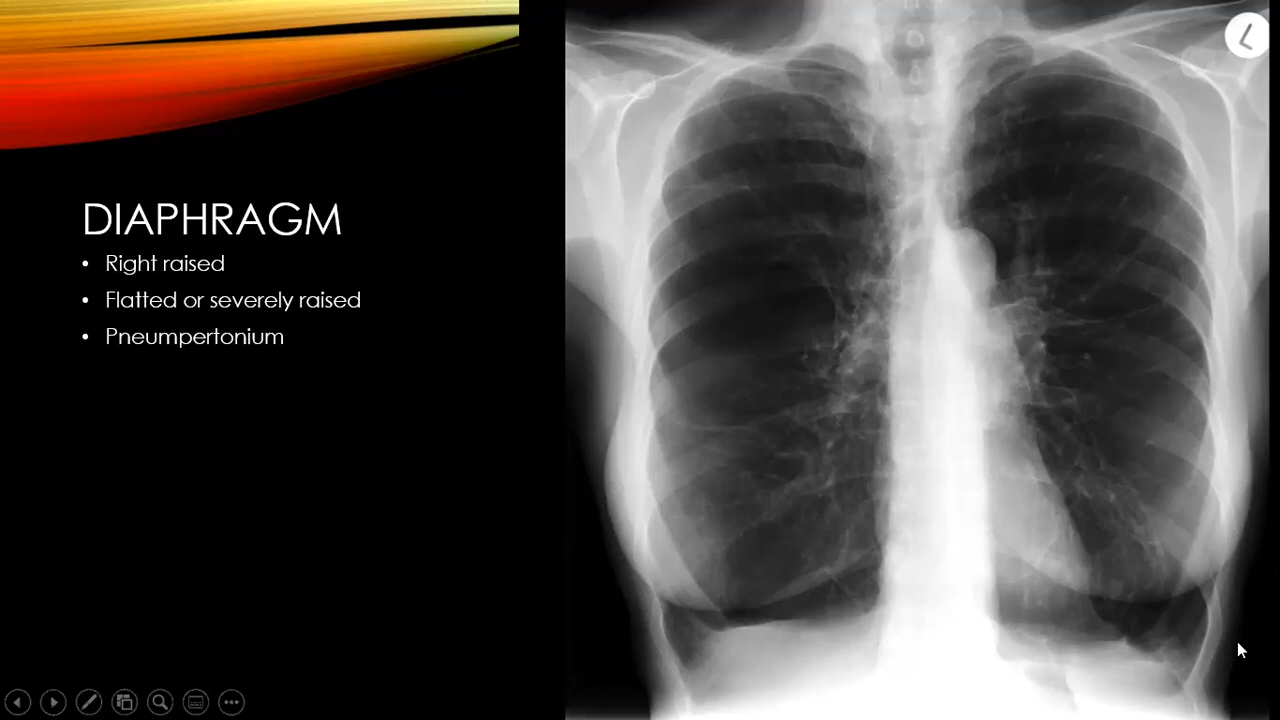 DIAPHRAGM
• Right raised
• Flatted or severely raised
• Pneumpertonium